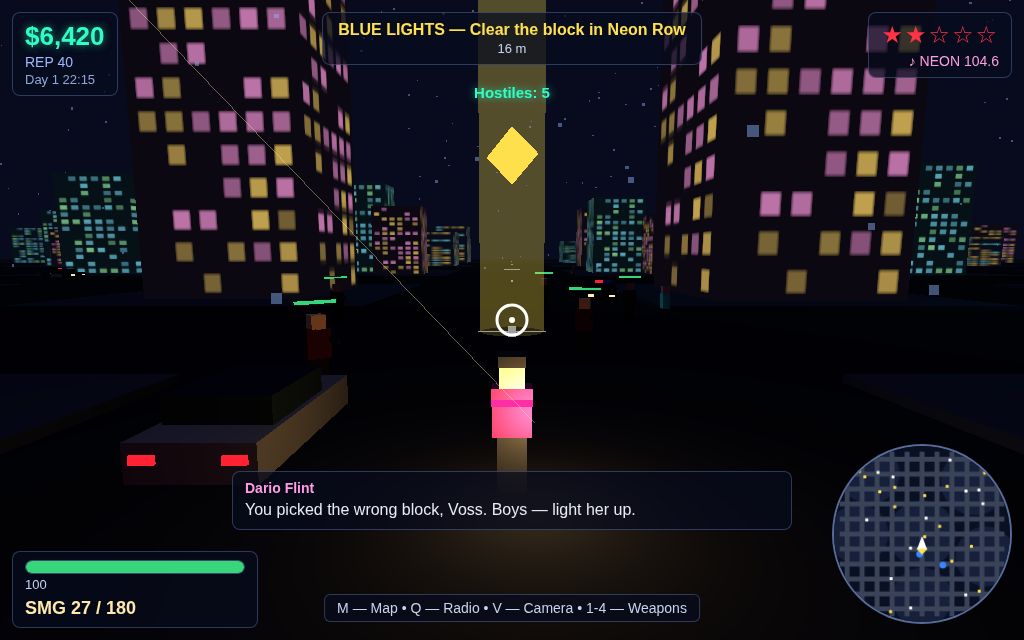 $6,420
REP 40
Day 1 22:15
BLUE LIGHTS — Clear the block in Neon Row
16 m
★★☆☆☆
♪ NEON 104.6
Hostiles: 5
Dario Flint
You picked the wrong block, Voss. Boys — light her up.
100
SMG 27 / 180
M — Map • Q — Radio • V — Camera • 1-4 — Weapons